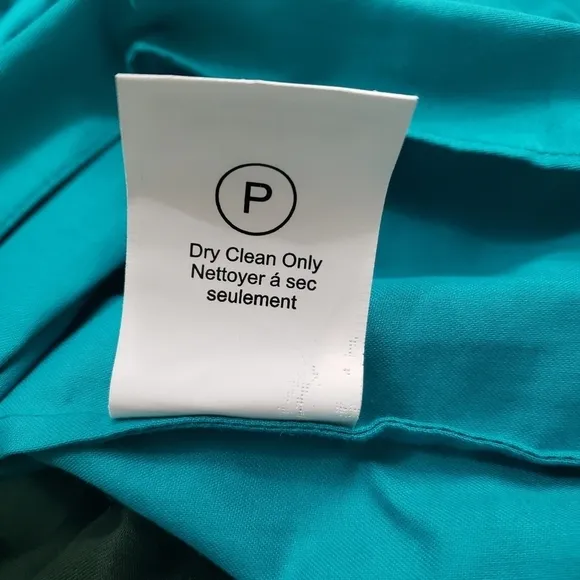 P
Dry Clean Only
Nettoyer á sec
seulement